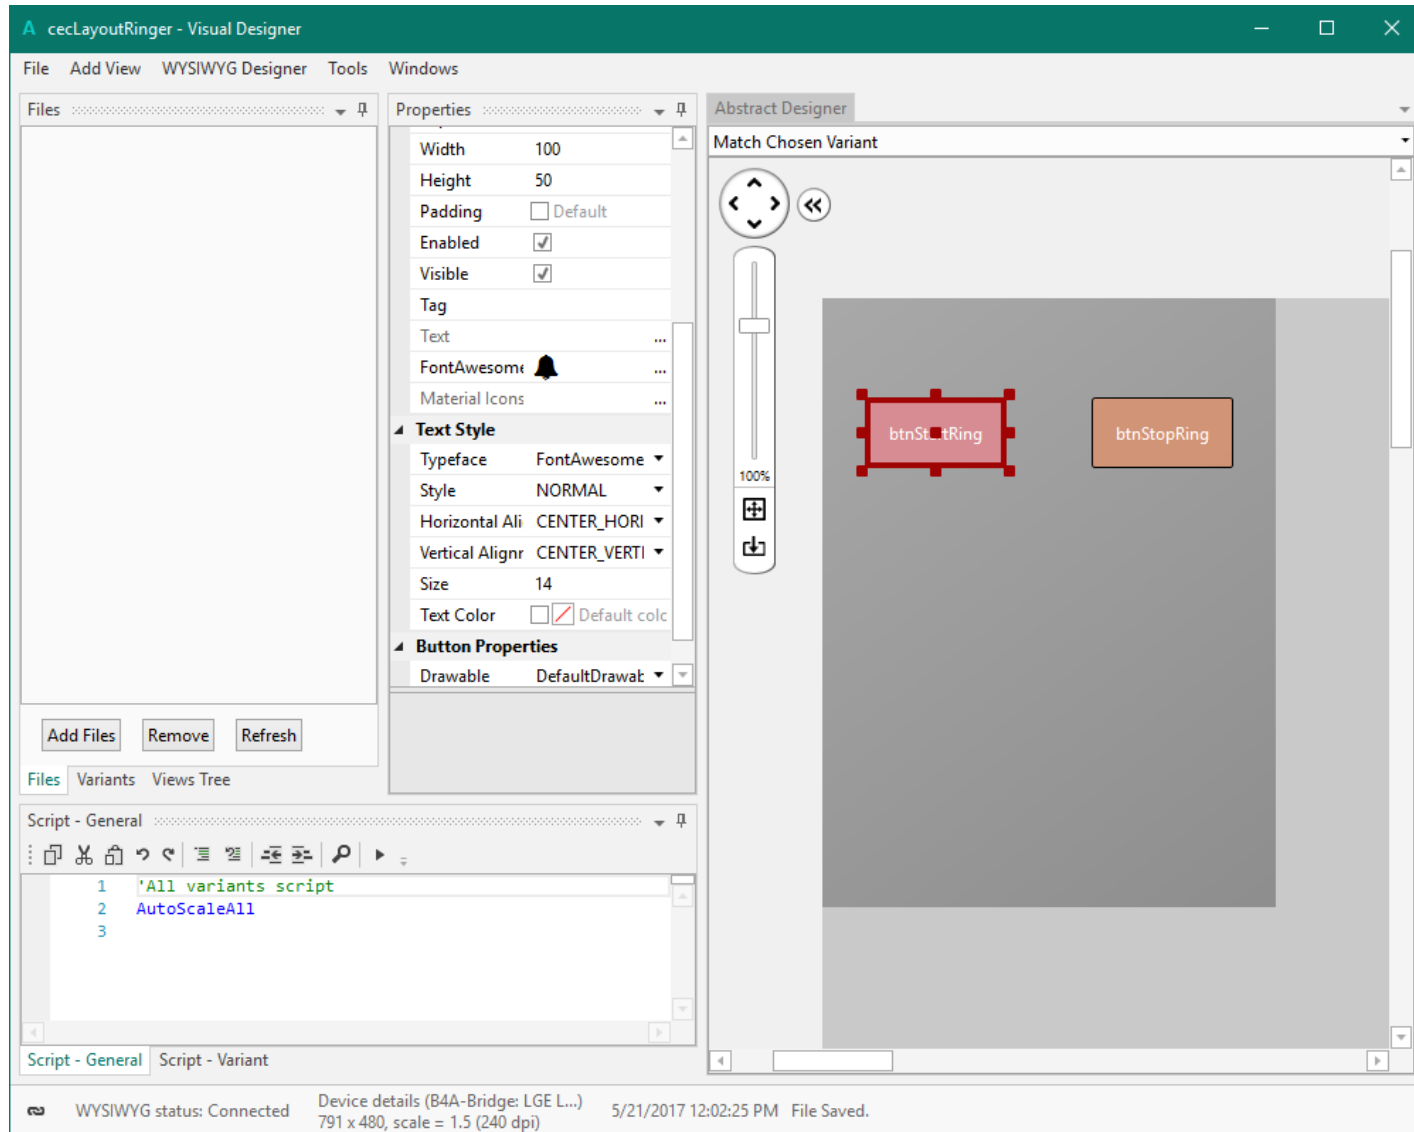 A cecLayoutRinger - Visual Designer
File Add View WYSIWYG Designer Tools Windows
Files
Add Files Remove Refresh
Files Variants Views Tree
Properties
Width 100
Height 50
Padding Default
Enabled
Visible
Tag
Text ...
FontAwesome ...
Material Icons ...
Text Style
Typeface FontAwesome
Style NORMAL
Horizontal Ali CENTER_HORI
Vertical Alignr CENTER_VERTI
Size 14
Text Color Default colc
Button Properties
Drawable DefaultDrawab
Abstract Designer
Match Chosen Variant
100%
btnStartRing
btnStopRing
Script - General
1 'All variants script
2 AutoScaleAll
3
Script - General Script - Variant
WYSIWYG status: Connected
Device details (B4A-Bridge: LGE L...)
791 x 480, scale = 1.5 (240 dpi)
5/21/2017 12:02:25 PM File Saved.